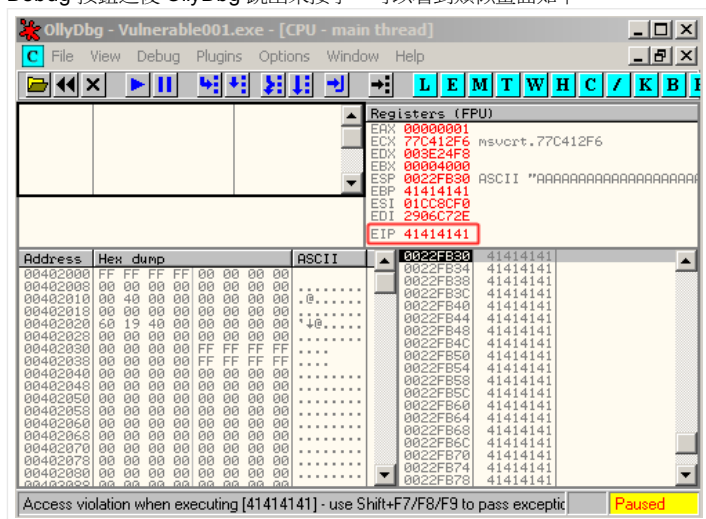 OllyDbg - Vulnerable001.exe - [CPU - main thread]
C File View Debug Plugins Options Window Help
L E M T W H C / K B
Registers (FPU)
EAX 00000001
ECX 77C412F6 msvcrt.77C412F6
EDX 003E24F8
EBX 00004000
ESP 0022FB30 ASCII "AAAAAAAAAAAAAAAAAAAA
EBP 41414141
ESI 01CC8CF0
EDI 2906C72E
EIP 41414141
Address Hex dump ASCII
00402000 FF FF FF FF 00 00 00 00
00402008 00 00 00 00 00 00 00 00 ........
00402010 00 40 00 00 00 00 00 00 .@......
00402018 00 00 00 00 00 00 00 00 ........
00402020 60 19 40 00 00 00 00 00 `↓@.....
00402028 00 00 00 00 00 00 00 00 ........
00402030 00 00 00 00 FF FF FF FF ....
00402038 00 00 00 00 FF FF FF FF ....
00402040 00 00 00 00 00 00 00 00 ........
00402048 00 00 00 00 00 00 00 00 ........
00402050 00 00 00 00 00 00 00 00 ........
00402058 00 00 00 00 00 00 00 00 ........
00402060 00 00 00 00 00 00 00 00 ........
00402068 00 00 00 00 00 00 00 00 ........
00402070 00 00 00 00 00 00 00 00 ........
00402078 00 00 00 00 00 00 00 00 ........
00402080 00 00 00 00 00 00 00 00 ........
0022FB30 41414141
0022FB34 41414141
0022FB38 41414141
0022FB3C 41414141
0022FB40 41414141
0022FB44 41414141
0022FB48 41414141
0022FB4C 41414141
0022FB50 41414141
0022FB54 41414141
0022FB58 41414141
0022FB5C 41414141
0022FB60 41414141
0022FB64 41414141
0022FB68 41414141
0022FB6C 41414141
0022FB70 41414141
0022FB74 41414141
0022FB78 41414141
Access violation when executing [41414141] - use Shift+F7/F8/F9 to pass exceptic
Paused